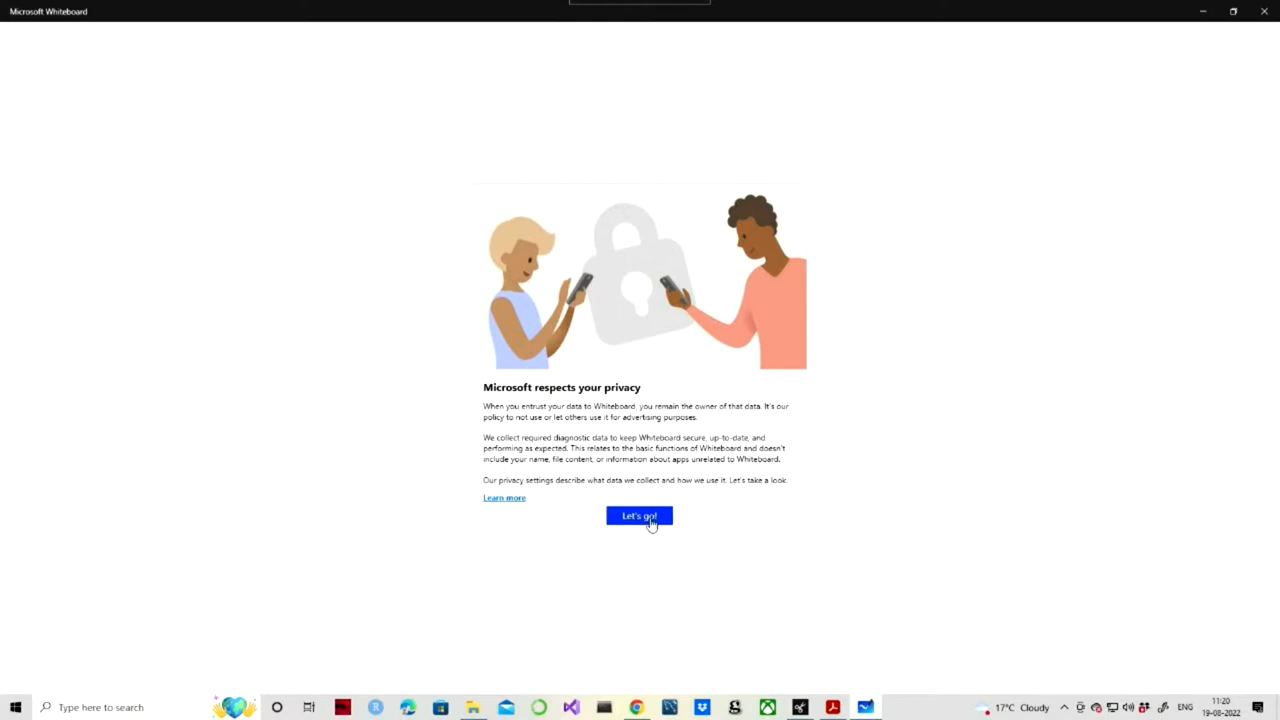 Microsoft Whiteboard
Microsoft respects your privacy
When you entrust your data to Whiteboard, you remain the owner of that data. It's our
policy to not use or let others use it for advertising purposes.
We collect required diagnostic data to keep Whiteboard secure, up-to-date, and
performing as expected. This relates to the basic functions of Whiteboard and doesn't
include your name, file content, or information about apps unrelated to Whiteboard.
Our privacy settings describe what data we collect and how we use it. Let's take a look.
Learn more
Let's go!
Type here to search
17°C Cloudy
ENG
11:20
19-08-2022